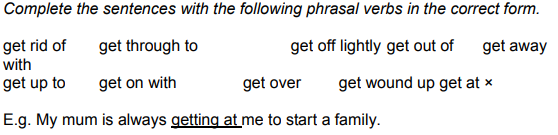 Complete the sentences with the following phrasal verbs in the correct form.
get rid of get through to get off lightly get out of get away
with
get up to get on with get over get wound up get at ×
E.g. My mum is always getting at me to start a family.